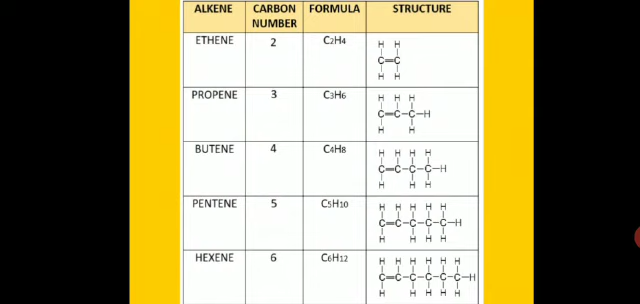 ALKENE CARBON NUMBER FORMULA STRUCTURE
ETHENE 2 C2H4
H H
C=C
H H
PROPENE 3 C3H6
H H H
C=C-C-H
H H
BUTENE 4 C4H8
H H H H
C=C-C-C-H
H H H
PENTENE 5 C5H10
H H H H H
C=C-C-C-C-H
H H H H
HEXENE 6 C6H12
H H H H H H
C=C-C-C-C-C-H
H H H H H